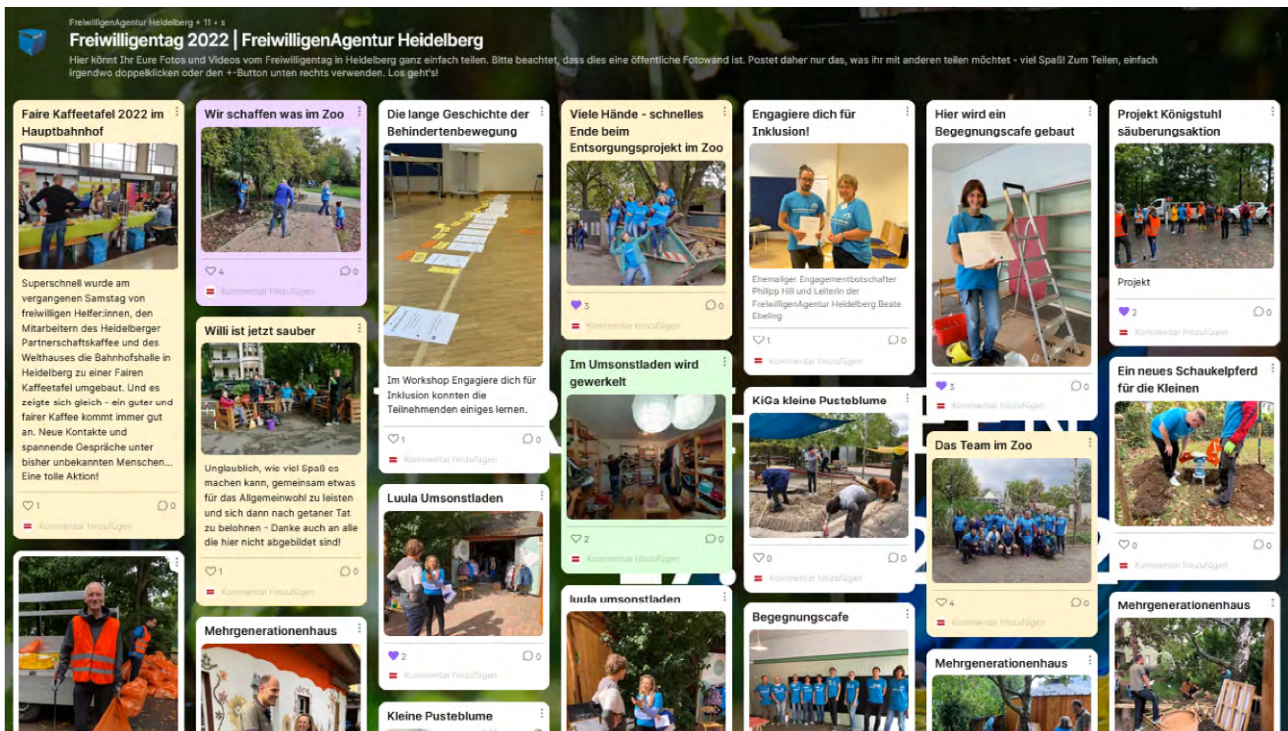 FreiwilligenAgentur Heidelberg + 11 • s
Freiwilligentag 2022 | FreiwilligenAgentur Heidelberg
Hier könnt Ihr Eure Fotos und Videos vom Freiwilligentag in Heidelberg ganz einfach teilen. Bitte beachtet, dass dies eine öffentliche Fotowand ist. Postet daher nur das, was ihr mit anderen teilen möchtet - viel Spaß! Zum Teilen, einfach
irgendwo doppelklicken oder den +-Button unten rechts verwenden. Los geht's!
Faire Kaffeetafel 2022 im
Hauptbahnhof
Superschnell wurde am
vergangenen Samstag von
freiwilligen Helfer:innen, den
Mitarbeitern des Heidelberger
Partnerschaftskaffee und des
Welthauses die Bahnhofshalle in
Heidelberg zu einer Fairen
Kaffeetafel umgebaut. Und es
zeigte sich gleich - ein guter und
fairer Kaffee kommt immer gut
an. Neue Kontakte und
spannende Gespräche unter
bisher unbekannten Menschen...
Eine tolle Aktion!
1
0
Kommentar hinzufügen
Wir schaffen was im Zoo
4
0
Kommentar hinzufügen
Willi ist jetzt sauber
Unglaublich, wie viel Spaß es
machen kann, gemeinsam etwas
für das Allgemeinwohl zu leisten
und sich dann nach getaner Tat
zu belohnen - Danke auch an alle
die hier nicht abgebildet sind!
1
0
Kommentar hinzufügen
Mehrgenerationenhaus
Die lange Geschichte der
Behindertenbewegung
Im Workshop Engagiere dich für
Inklusion konnten die
Teilnehmenden einiges lernen.
1
0
Kommentar hinzufügen
Luula Umsonstladen
2
0
Kommentar hinzufügen
Kleine Pusteblume
Viele Hände - schnelles
Ende beim
Entsorgungsprojekt im Zoo
3
0
Kommentar hinzufügen
Im Umsonstladen wird
gewerkelt
2
0
Kommentar hinzufügen
luula umsonstladen
Engagiere dich für
Inklusion!
Ehemaliger Engagementbotschafter
Philipp Hill und Leiterin der
FreiwilligenAgentur Heidelberg Beate
Ebeling
1
0
Kommentar hinzufügen
KiGa kleine Pusteblume
0
0
Kommentar hinzufügen
Begegnungscafe
Hier wird ein
Begegnungscafe gebaut
3
0
Kommentar hinzufügen
Das Team im Zoo
4
0
Kommentar hinzufügen
Mehrgenerationenhaus
Projekt Königstuhl
säuberungsaktion
Projekt
2
0
Kommentar hinzufügen
Ein neues Schaukelpferd
für die Kleinen
0
0
Kommentar hinzufügen
Mehrgenerationenhaus